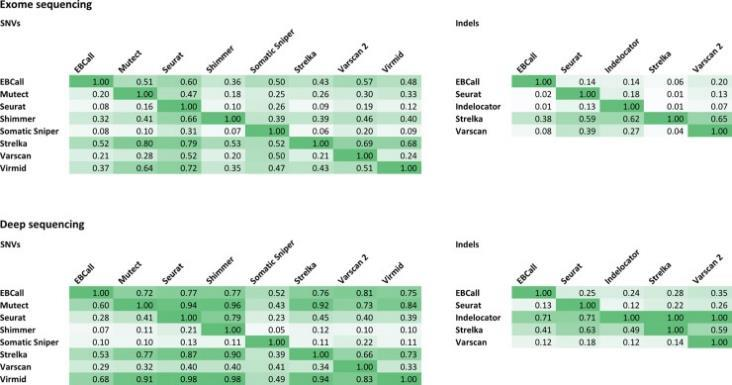 Exome sequencing
SNVs
EBCall Mutect Seurat Shimmer Somatic Sniper Strelka Varscan 2 Virmid
EBCall 1.00 0.51 0.60 0.36 0.50 0.43 0.57 0.48
Mutect 0.20 1.00 0.47 0.18 0.25 0.26 0.30 0.33
Seurat 0.08 0.16 1.00 0.10 0.26 0.09 0.19 0.12
Shimmer 0.32 0.41 0.66 1.00 0.39 0.39 0.46 0.40
Somatic Sniper 0.08 0.10 0.31 0.07 1.00 0.06 0.20 0.09
Strelka 0.52 0.80 0.79 0.53 0.52 1.00 0.69 0.68
Varscan 0.21 0.28 0.52 0.20 0.50 0.21 1.00 0.24
Virmid 0.37 0.64 0.72 0.35 0.47 0.43 0.51 1.00
Indels
EBCall Seurat Indelocator Strelka Varscan 2
EBCall 1.00 0.14 0.14 0.06 0.20
Seurat 0.02 1.00 0.18 0.01 0.13
Indelocator 0.01 0.13 1.00 0.01 0.07
Strelka 0.38 0.59 0.62 1.00 0.65
Varscan 0.08 0.39 0.27 0.04 1.00
Deep sequencing
SNVs
EBCall Mutect Seurat Shimmer Somatic Sniper Strelka Varscan 2 Virmid
EBCall 1.00 0.72 0.77 0.77 0.52 0.76 0.81 0.75
Mutect 0.60 1.00 0.94 0.96 0.43 0.92 0.73 0.84
Seurat 0.28 0.41 1.00 0.79 0.23 0.45 0.40 0.39
Shimmer 0.07 0.11 0.21 1.00 0.05 0.12 0.10 0.10
Somatic Sniper 0.10 0.10 0.13 0.11 1.00 0.11 0.22 0.11
Strelka 0.53 0.77 0.87 0.90 0.39 1.00 0.66 0.73
Varscan 0.29 0.32 0.40 0.40 0.41 0.34 1.00 0.33
Virmid 0.68 0.91 0.98 0.98 0.49 0.94 0.83 1.00
Indels
EBCall Seurat Indelocator Strelka Varscan 2
EBCall 1.00 0.25 0.24 0.28 0.35
Seurat 0.13 1.00 0.12 0.22 0.26
Indelocator 0.71 0.71 1.00 1.00 1.00
Strelka 0.41 0.63 0.49 1.00 0.59
Varscan 0.12 0.18 0.12 0.14 1.00